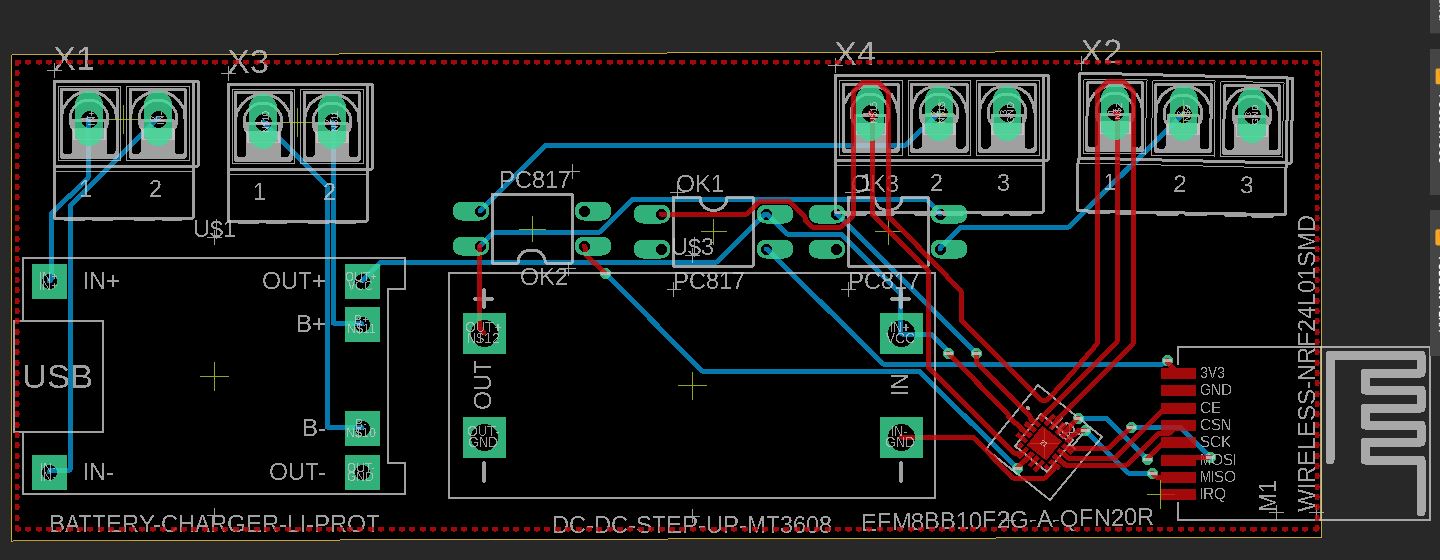 X1
X3
X4
X2
1
2
1
2
1
2
3
1
2
3
PC817
OK1
OK3
U$1
U$3
OK2
PC817
PC817
IN+
IN+
OUT+
OUT+
VCC
B+
B+
N$11
USB
B-
B-
N$10
IN-
IN-
OUT-
OUT-
GND
BATTERY-CHARGER-LI-PROT
+
OUT+
N$12
OUT
OUT-
GND
-
+
IN+
VCC
IN
IN-
GND
-
DC-DC-STEP-UP-MT3608
EFM8BB10F2G-A-QFN20R
3V3
GND
CE
CSN
SCK
MOSI
MISO
IRQ
M1
WIRELESS-NRF24L01SMD